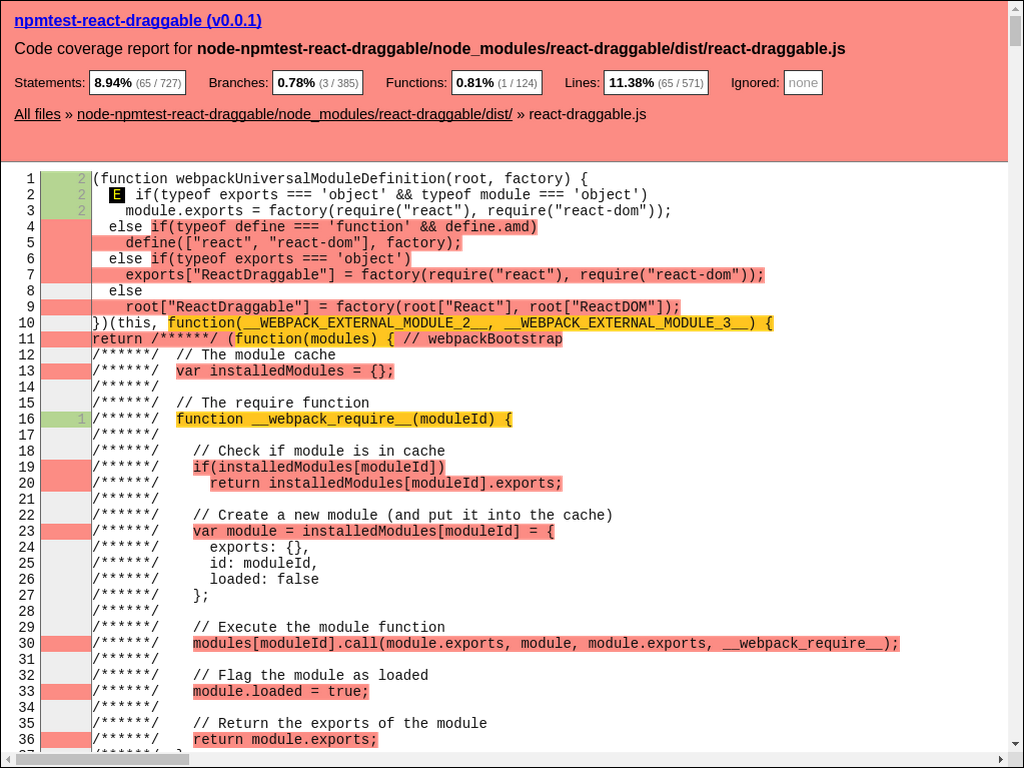 npmtest-react-draggable (v0.0.1)
Code coverage report for node-npmtest-react-draggable/node_modules/react-draggable/dist/react-draggable.js
Statements: 8.94% (65 / 727) Branches: 0.78% (3 / 385) Functions: 0.81% (1 / 124) Lines: 11.38% (65 / 571) Ignored: none
All files » node-npmtest-react-draggable/node_modules/react-draggable/dist/ » react-draggable.js
1 2 (function webpackUniversalModuleDefinition(root, factory) {
2 2 E if(typeof exports === 'object' && typeof module === 'object')
3 2 module.exports = factory(require("react"), require("react-dom"));
4 else if(typeof define === 'function' && define.amd)
5 define(["react", "react-dom"], factory);
6 else if(typeof exports === 'object')
7 exports["ReactDraggable"] = factory(require("react"), require("react-dom"));
8 else
9 root["ReactDraggable"] = factory(root["React"], root["ReactDOM"]);
10 })(this, function(__WEBPACK_EXTERNAL_MODULE_2__, __WEBPACK_EXTERNAL_MODULE_3__) {
11 return /******/ (function(modules) { // webpackBootstrap
12 /******/ // The module cache
13 /******/ var installedModules = {};
14 /******/
15 /******/ // The require function
16 1 /******/ function __webpack_require__(moduleId) {
17 /******/
18 /******/ // Check if module is in cache
19 /******/ if(installedModules[moduleId])
20 /******/ return installedModules[moduleId].exports;
21 /******/
22 /******/ // Create a new module (and put it into the cache)
23 /******/ var module = installedModules[moduleId] = {
24 /******/ exports: {},
25 /******/ id: moduleId,
26 /******/ loaded: false
27 /******/ };
28 /******/
29 /******/ // Execute the module function
30 /******/ modules[moduleId].call(module.exports, module, module.exports, __webpack_require__);
31 /******/
32 /******/ // Flag the module as loaded
33 /******/ module.loaded = true;
34 /******/
35 /******/ // Return the exports of the module
36 /******/ return module.exports;